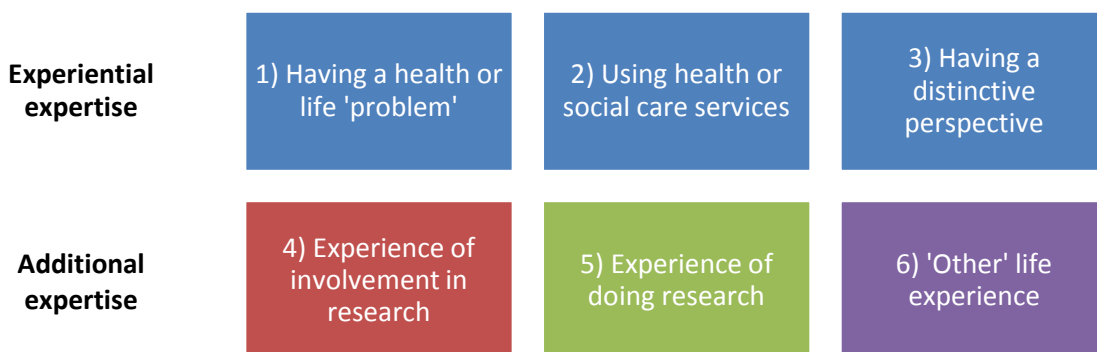 Experiential
expertise
1) Having a health or
life 'problem'
2) Using health or
social care services
3) Having a
distinctive
perspective
Additional
expertise
4) Experience of
involvement in
research
5) Experience of
doing research
6) 'Other' life
experience